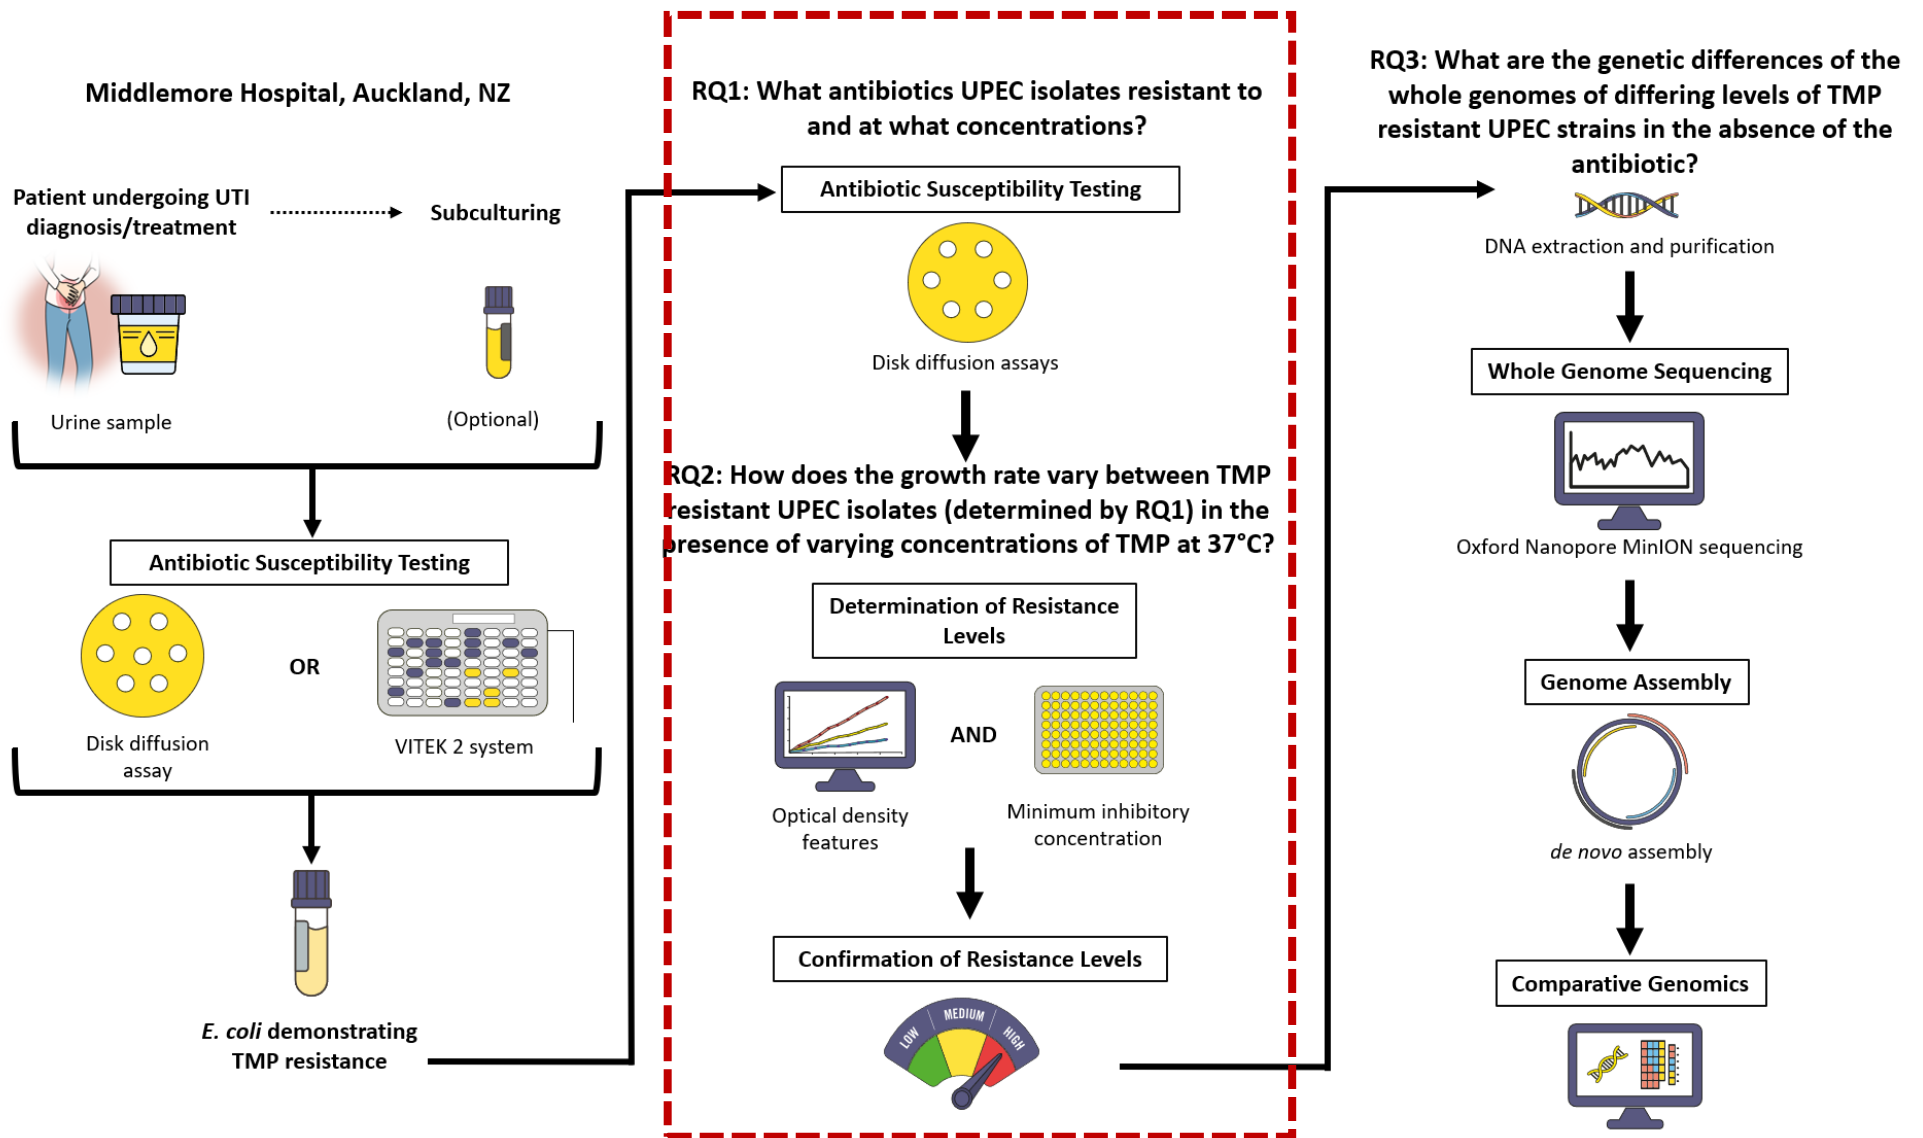 Middlemore Hospital, Auckland, NZ
Patient undergoing UTI
diagnosis/treatment
Subculturing
Urine sample
(Optional)
Antibiotic Susceptibility Testing
OR
Disk diffusion
assay
VITEK 2 system
E. coli demonstrating
TMP resistance
RQ1: What antibiotics UPEC isolates resistant to
and at what concentrations?
Antibiotic Susceptibility Testing
Disk diffusion assays
RQ2: How does the growth rate vary between TMP
resistant UPEC isolates (determined by RQ1) in the
presence of varying concentrations of TMP at 37°C?
Determination of Resistance
Levels
AND
Optical density
features
Minimum inhibitory
concentration
Confirmation of Resistance Levels
LOW
MEDIUM
HIGH
RQ3: What are the genetic differences of the
whole genomes of differing levels of TMP
resistant UPEC strains in the absence of the
antibiotic?
DNA extraction and purification
Whole Genome Sequencing
Oxford Nanopore MinION sequencing
Genome Assembly
de novo assembly
Comparative Genomics